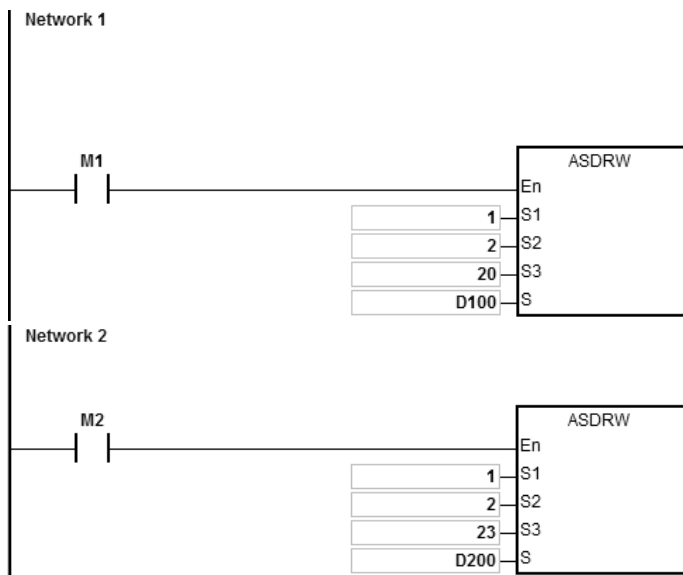 Network 1
M1
ASDRW
En
1 S1
2 S2
20 S3
D100 S
Network 2
M2
ASDRW
En
1 S1
2 S2
23 S3
D200 S